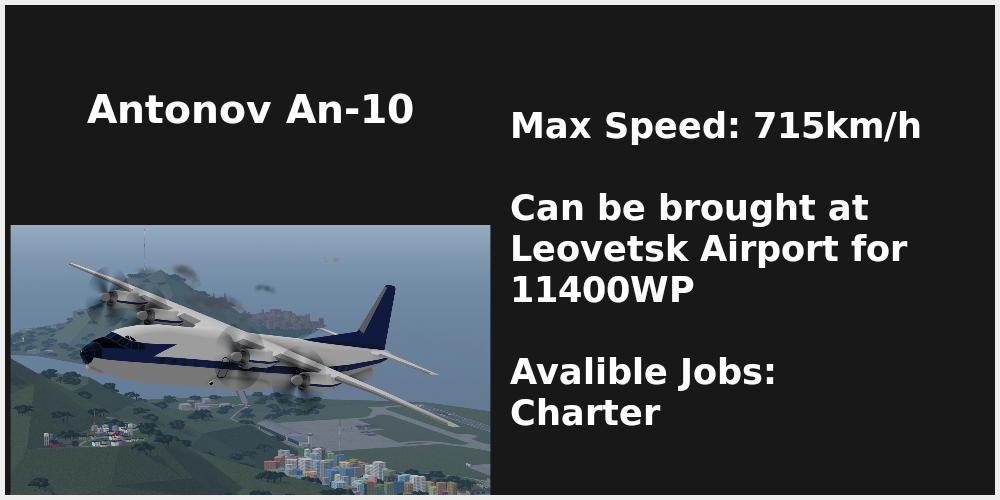 Antonov An-10
Max Speed: 715km/h
Can be brought at
Leovetsk Airport for
11400WP
Avalible Jobs:
Charter